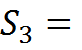 S₃ =